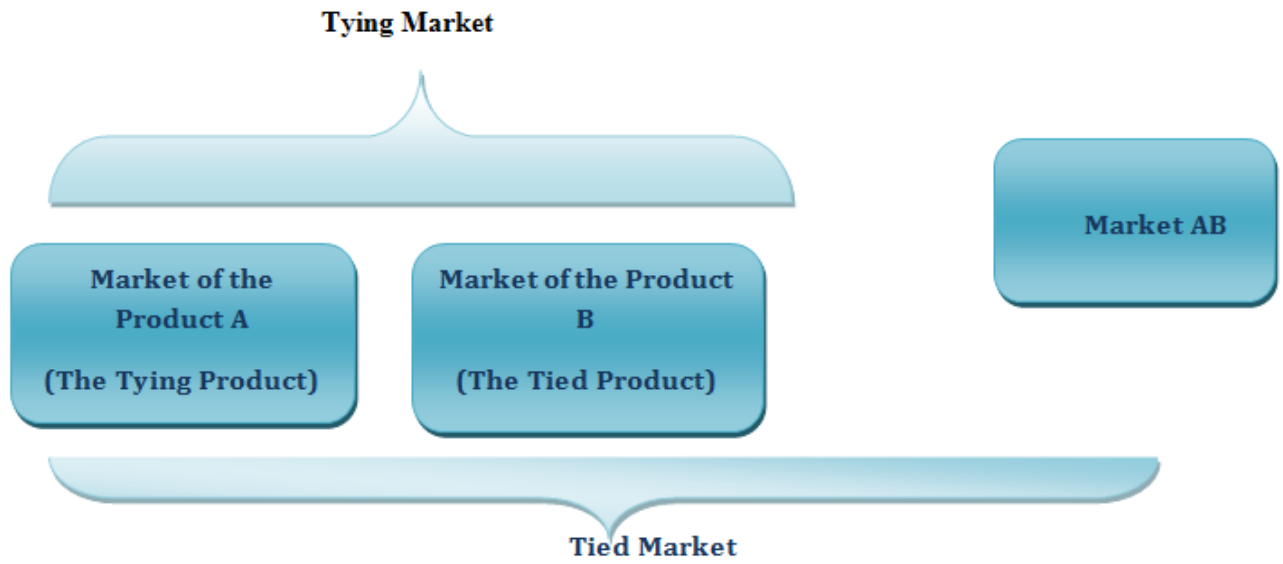 Tying Market
Market AB
Market of the
Product A
(The Tying Product)
Market of the Product
B
(The Tied Product)
Tied Market